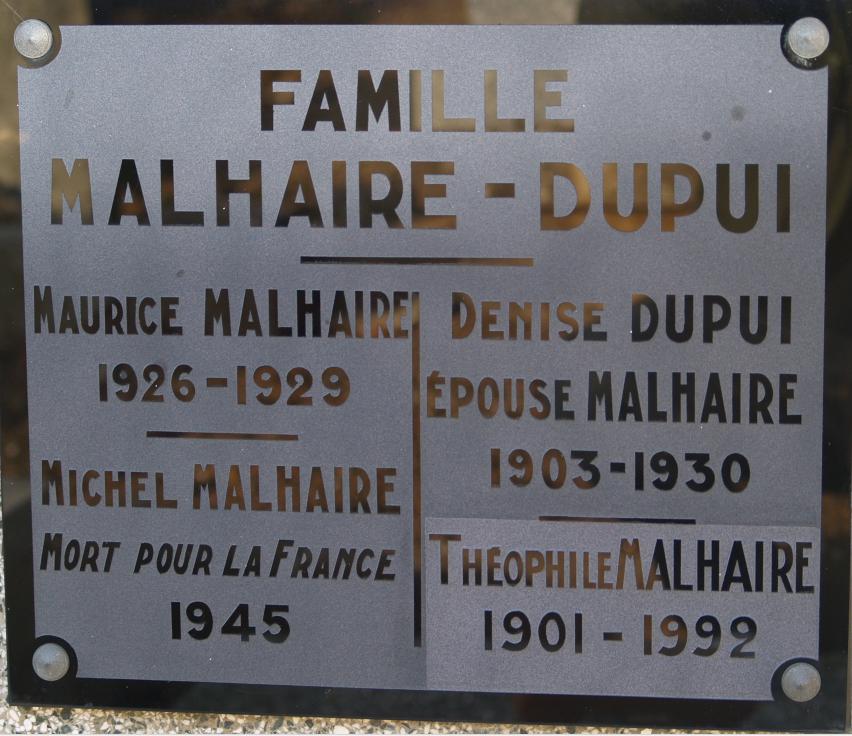 FAMILLE
MALHAIRE - DUPUI
MAURICE MALHAIRE
1926-1929
MICHEL MALHAIRE
MORT POUR LA FRANCE
1945
DENISE DUPUI
ÉPOUSE MALHAIRE
1903-1930
THÉOPHILE MALHAIRE
1901-1992